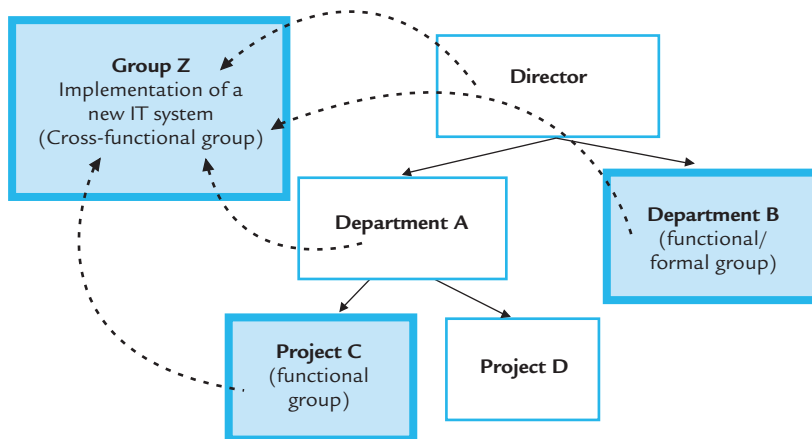 Group Z
Implementation of a
new IT system
(Cross-functional group)
Director
Department A
Department B
(functional/
formal group)
Project C
(functional
group)
Project D